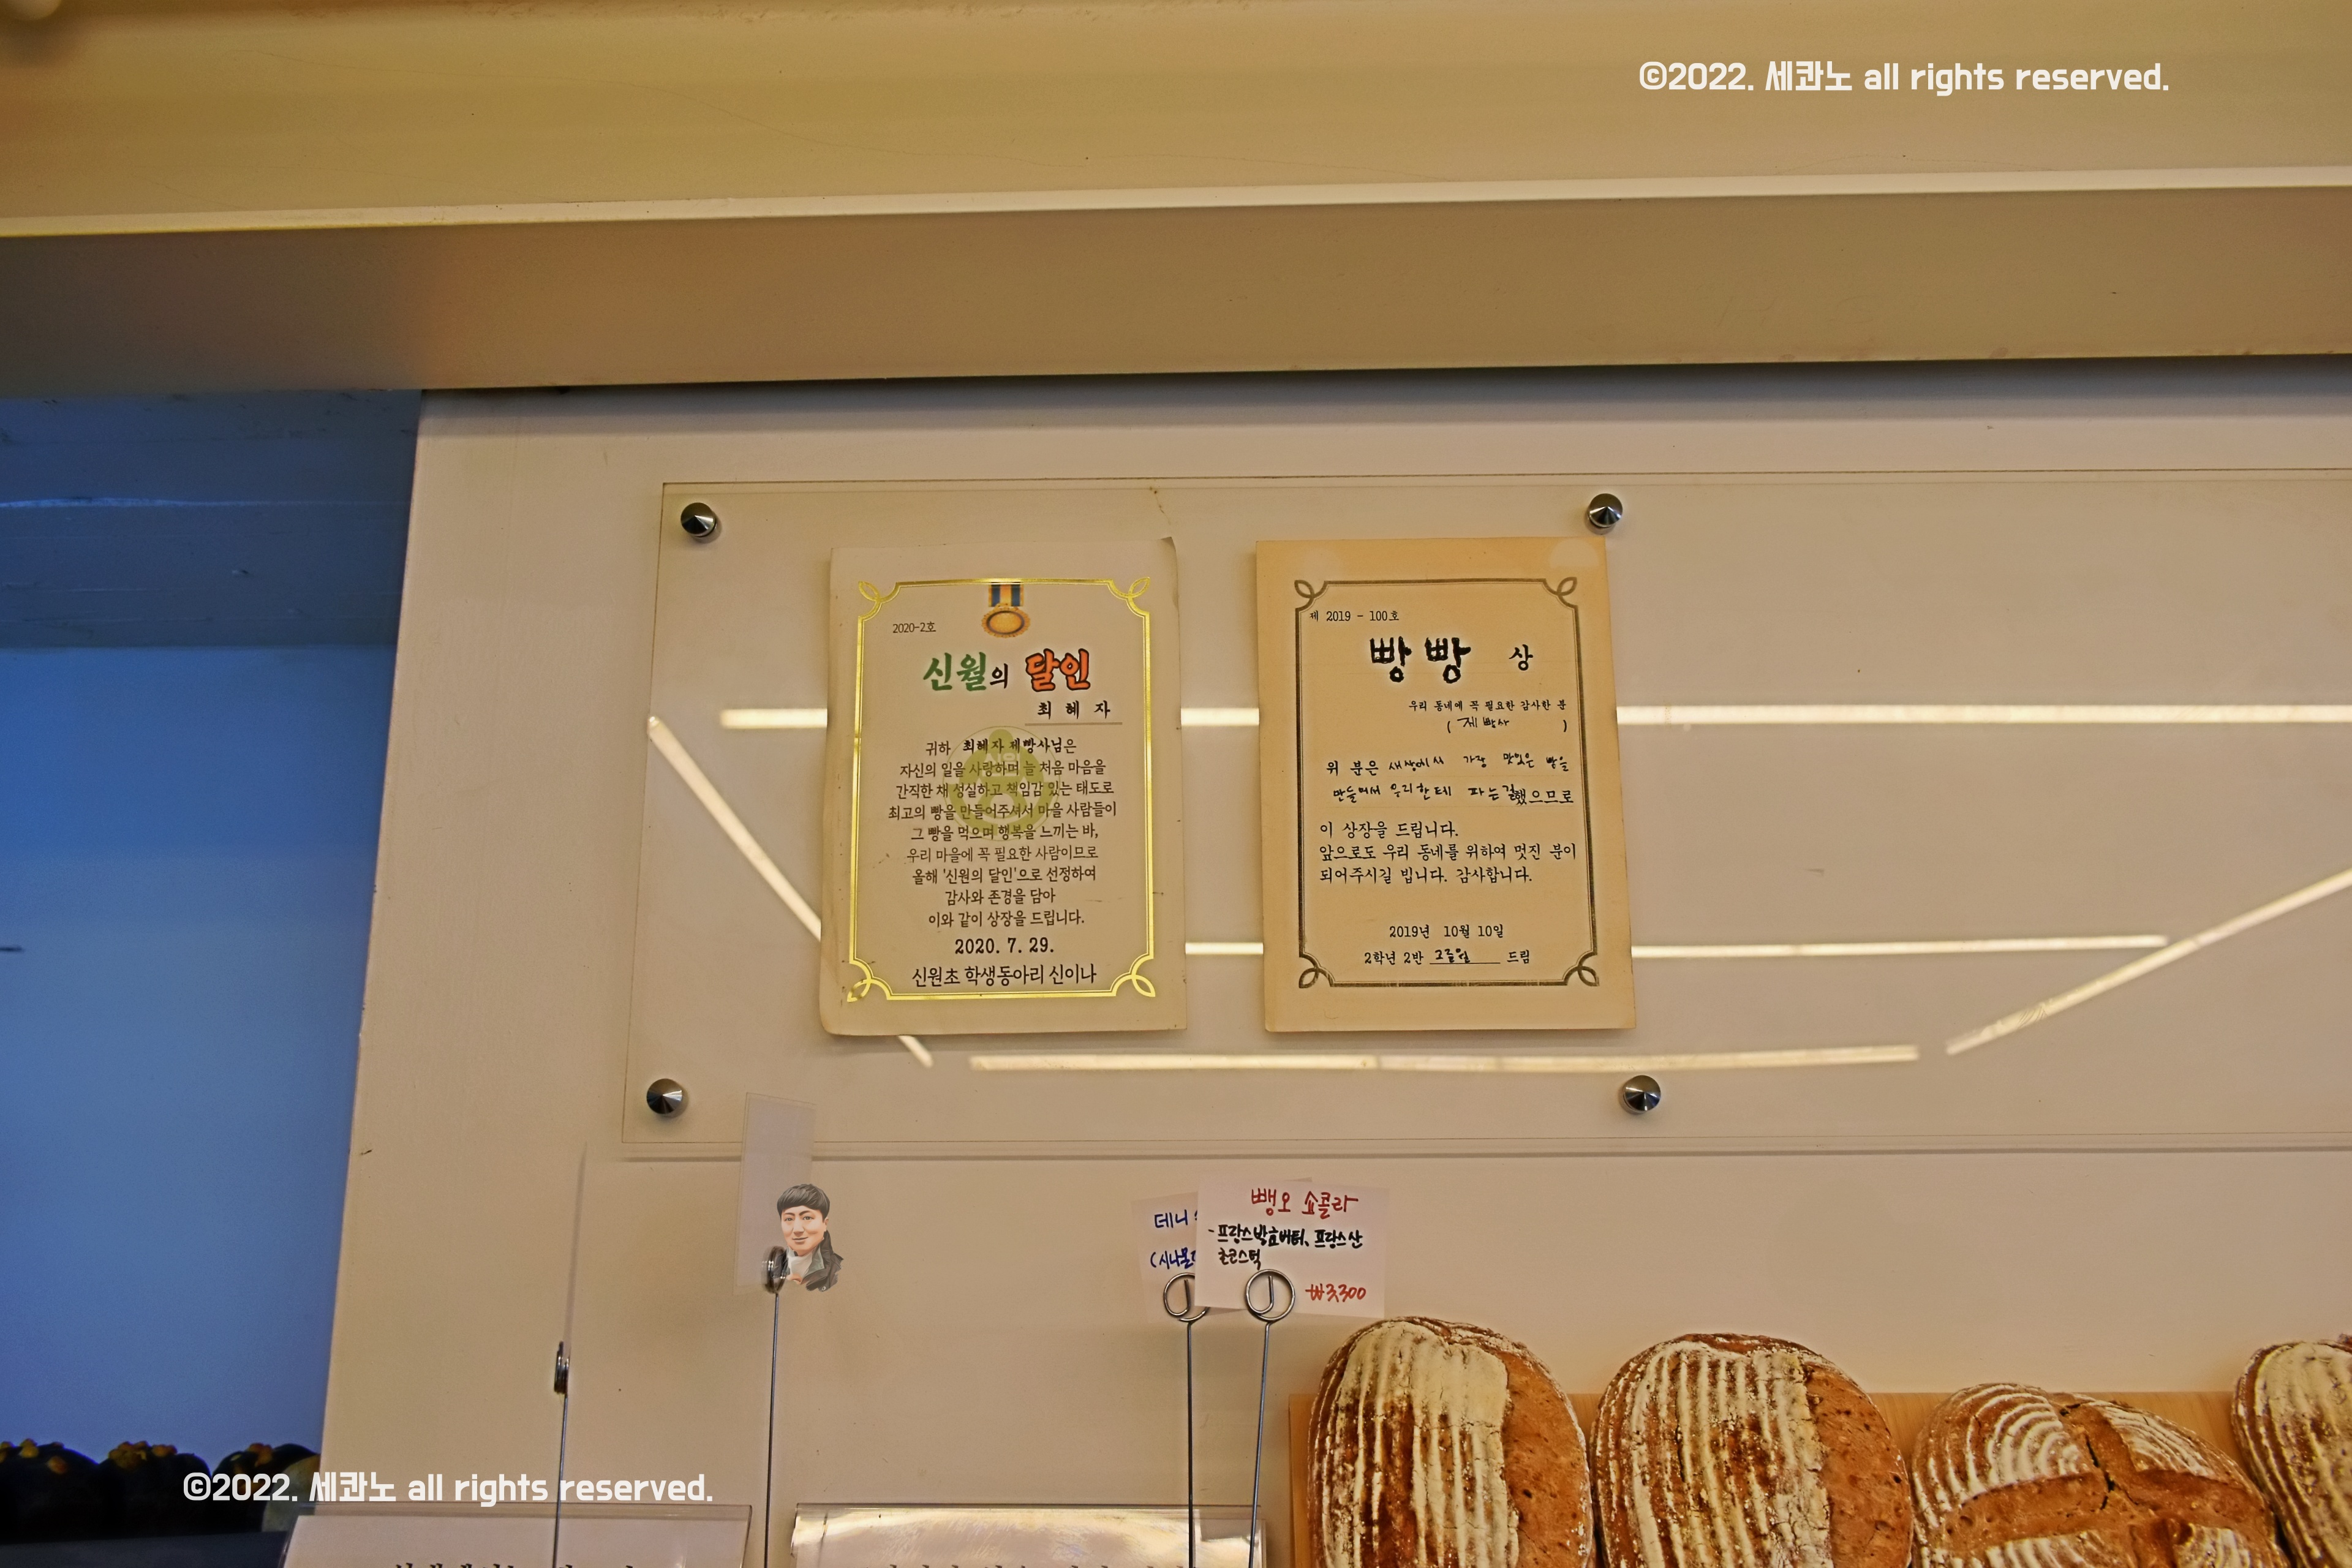 ©2022. 세콰노 all rights reserved.
2020-2호
신월의 달인
최 혜 자
귀하 최혜자 제빵사님은
자신의 일을 사랑하며 늘 처음 마음을
간직한 채 성실하고 책임감 있는 태도로
최고의 빵을 만들어주셔서 마을 사람들이
그 빵을 먹으며 행복을 느끼는 바,
우리 마을에 꼭 필요한 사람이므로
올해 '신원의 달인'으로 선정하여
감사와 존경을 담아
이와 같이 상장을 드립니다.
2020. 7. 29.
신원초 학생동아리 신이나
제 2019 - 100호
빵빵 상
우리 동네에 꼭 필요한 감사한 분
( 제빵사 )
위 분은 세상에서 가장 맛있은 빵을
만들어서 우리한테 파는걸했으므로
이 상장을 드립니다.
앞으로도 우리 동네를 위하여 멋진 분이
되어주시길 빕니다. 감사합니다.
2019년 10월 10일
2학년 2반 드림
데니
(시나몬
뺑오 쇼콜라
-프랑스발효버터, 프랑스산
초코스틱
₩3300
©2022. 세콰노 all rights reserved.